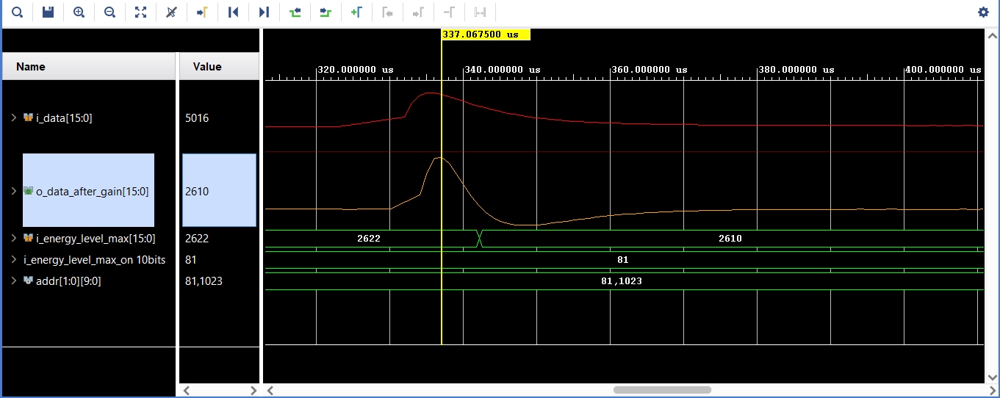 337.067500 us
Name
Value
320.000000 us
340.000000 us
360.000000 us
380.000000 us
400.000000 us
i_data[15:0]
5016
o_data_after_gain[15:0]
2610
i_energy_level_max[15:0]
2622
2622
2610
i_energy_level_max_on 10bits
81
81
addr[1:0][9:0]
81,1023
81,1023